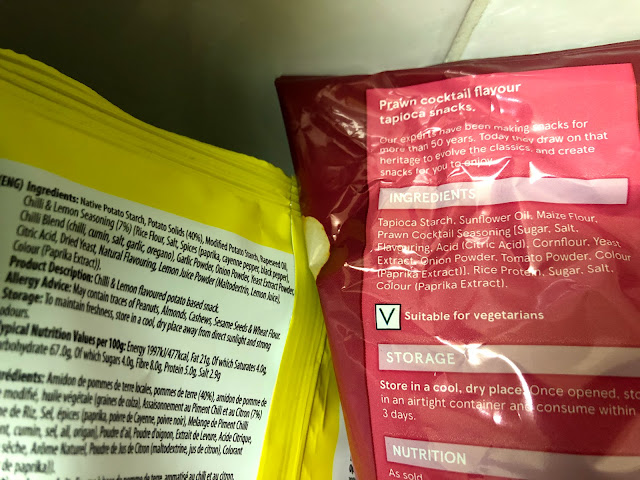 (ENG) Ingredients: Native Potato Starch, Potato Solids (40%), Modified Potato Starch, Rapeseed Oil,
Chilli & Lemon Seasoning (7%) [Rice Flour, Salt, Spices (paprika, cayenne pepper, black pepper),
Chilli Blend (chilli, cumin, salt, garlic, oregano), Garlic Powder, Onion Powder, Yeast Extract Powder,
Citric Acid, Dried Yeast, Natural Flavouring, Lemon Juice Powder (Maltodextrin, Lemon Juice),
Colour (Paprika Extract)].
Product Description: Chilli & Lemon flavoured potato based snack.
Allergy Advice: May contain traces of Peanuts, Almonds, Cashews, Sesame Seeds & Wheat Flour.
Storage: To maintain freshness, store in a cool, dry place away from direct sunlight and strong
odours.
Typical Nutrition Values per 100g: Energy 1997kJ/477kcal, Fat 21g, Of which Saturates 4.0g,
arbohydrate 67.0g, Of which Sugars 4.0g, Fibre 8.0g, Protein 5.0g, Salt 2.9g
grédients: Amidon de pommes de terre locales, pommes de terre (40%), amidon de pomme de
e modifié, huile végétale (graines de colza), Assaisonnement au Piment Chilli et au Citron (7%)
ne de Riz, Sel, épices (paprika, poivre de Cayenne, poivre noir), Mélange de Piment Chilli
ent, cumin, sel, ail, origan), Poudre d'ail, Poudre d'oignon, Extrait de Levure, Acide Citrique,
sèche, Arôme Naturel, Poudre de Jus de Citron (maltodextrine, jus de citron), Colorant
de paprika)].
aromatisé au chilli et au citron.
Prawn cocktail flavour
tapioca snacks.
Our experts have been making snacks for
more than 50 years. Today they draw on that
heritage to evolve the classics, and create
snacks for you to enjoy.
INGREDIENTS
Tapioca Starch, Sunflower Oil, Maize Flour,
Prawn Cocktail Seasoning [Sugar, Salt,
Flavouring, Acid (Citric Acid), Cornflour, Yeast
Extract, Onion Powder, Tomato Powder, Colour
(Paprika Extract)], Rice Protein, Sugar, Salt,
Colour (Paprika Extract).
V Suitable for vegetarians
STORAGE
Store in a cool, dry place. Once opened, sto
in an airtight container and consume within
3 days.
NUTRITION
As sold